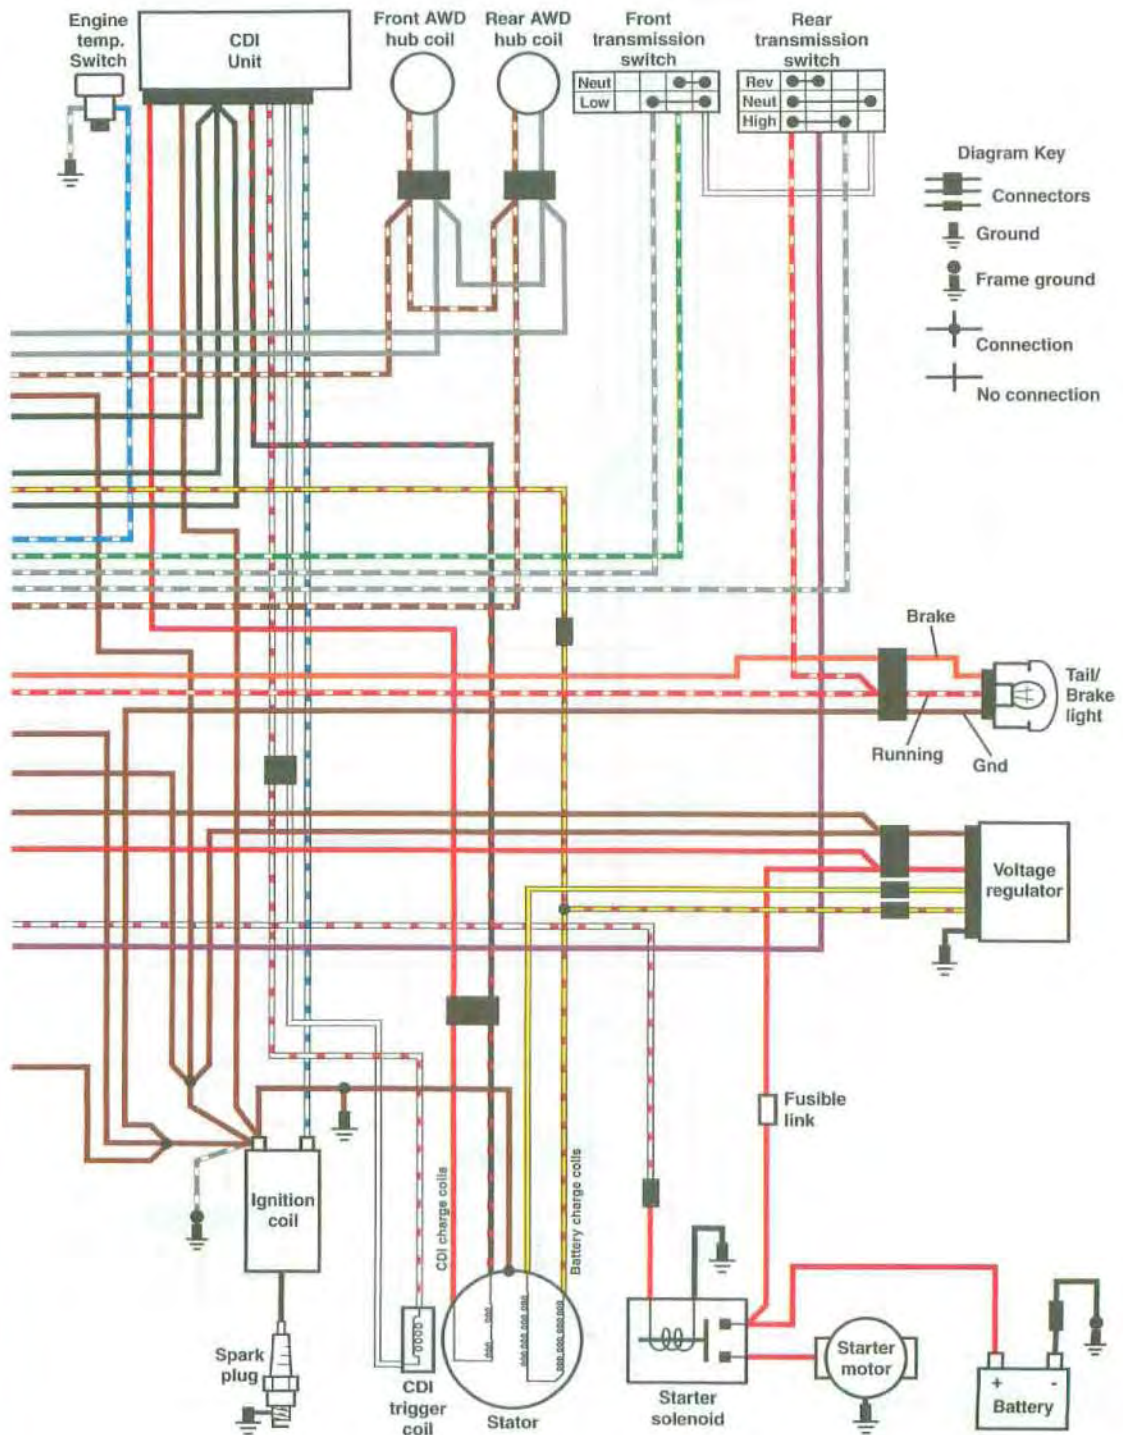 Engine
temp.
Switch
CDI
Unit
Front AWD
hub coil
Rear AWD
hub coil
Front
transmission
switch
Neut
Low
Rear
transmission
switch
Rev
Neut
High
Diagram Key
Connectors
Ground
Frame ground
Connection
No connection
Brake
Tail/
Brake
light
Running
Gnd
Voltage
regulator
Fusible
link
Ignition
coil
CDI charge coils
Battery charge coils
Spark
plug
CDI
trigger
coil
Stator
Starter
solenoid
Starter
motor
+ -
Battery